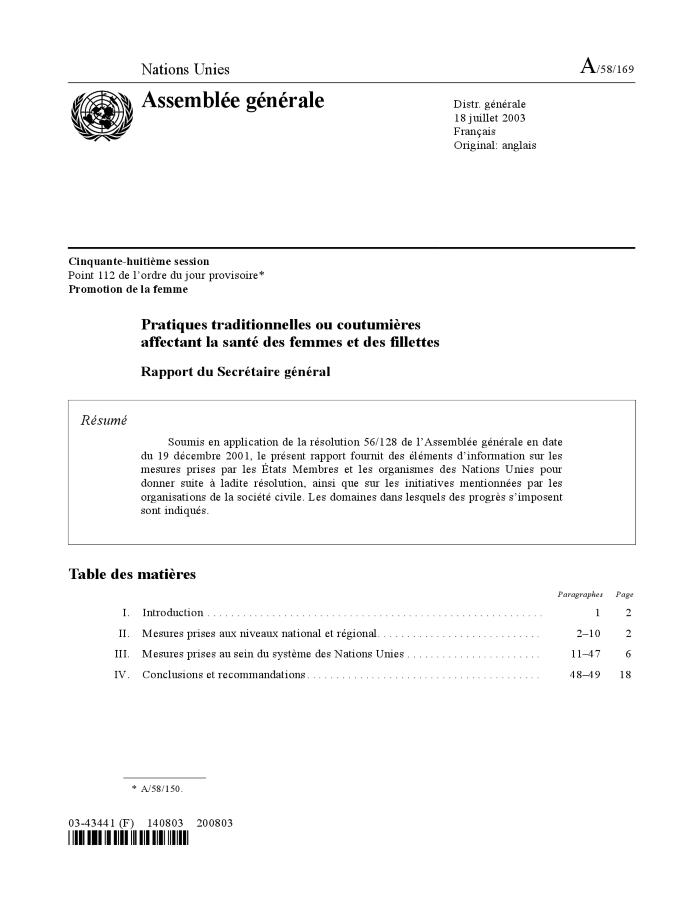 Nations Unies
A/58/169
Assemblée générale
Distr. générale
18 juillet 2003
Français
Original: anglais
Cinquante-huitième session
Point 112 de l'ordre du jour provisoire*
Promotion de la femme
Pratiques traditionnelles ou coutumières
affectant la santé des femmes et des fillettes
Rapport du Secrétaire général
Résumé
Soumis en application de la résolution 56/128 de l'Assemblée générale en date
du 19 décembre 2001, le présent rapport fournit des éléments d'information sur les
mesures prises par les États Membres et les organismes des Nations Unies pour
donner suite à ladite résolution, ainsi que sur les initiatives mentionnées par les
organisations de la société civile. Les domaines dans lesquels des progrès s'imposent
sont indiqués.
Table des matières
Paragraphes Page
I. Introduction 1 2
II. Mesures prises aux niveaux national et régional 2–10 2
III. Mesures prises au sein du système des Nations Unies 11–47 6
IV. Conclusions et recommandations 48–49 18
* A/58/150.
03-43441 (F) 140803 200803